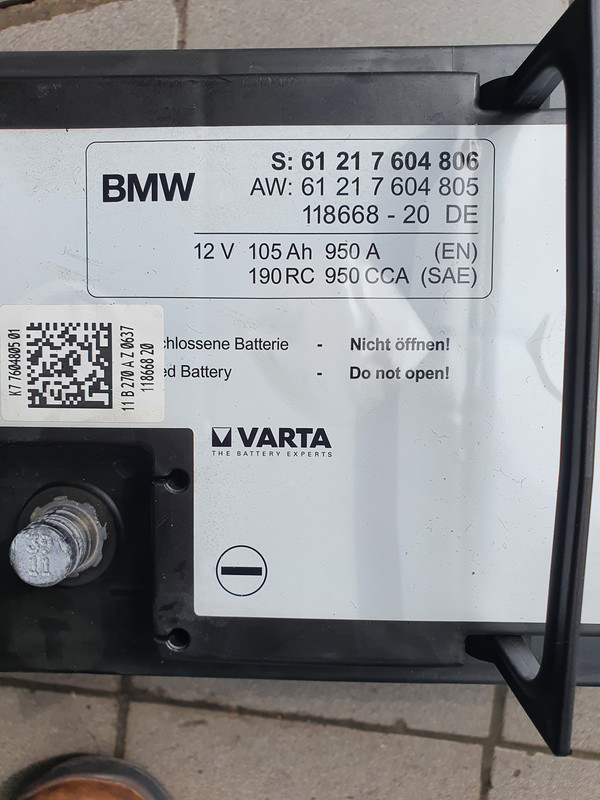 BMW
S: 61 21 7 604 806
AW: 61 21 7 604 805
118668 - 20 DE
12 V 105 Ah 950 A (EN)
190 RC 950 CCA (SAE)
chlossene Batterie - Nicht öffnen!
ed Battery - Do not open!
K7 7604805 01
11 B 270 A Z 0637
118668 20
VARTA
THE BATTERY EXPERTS
11